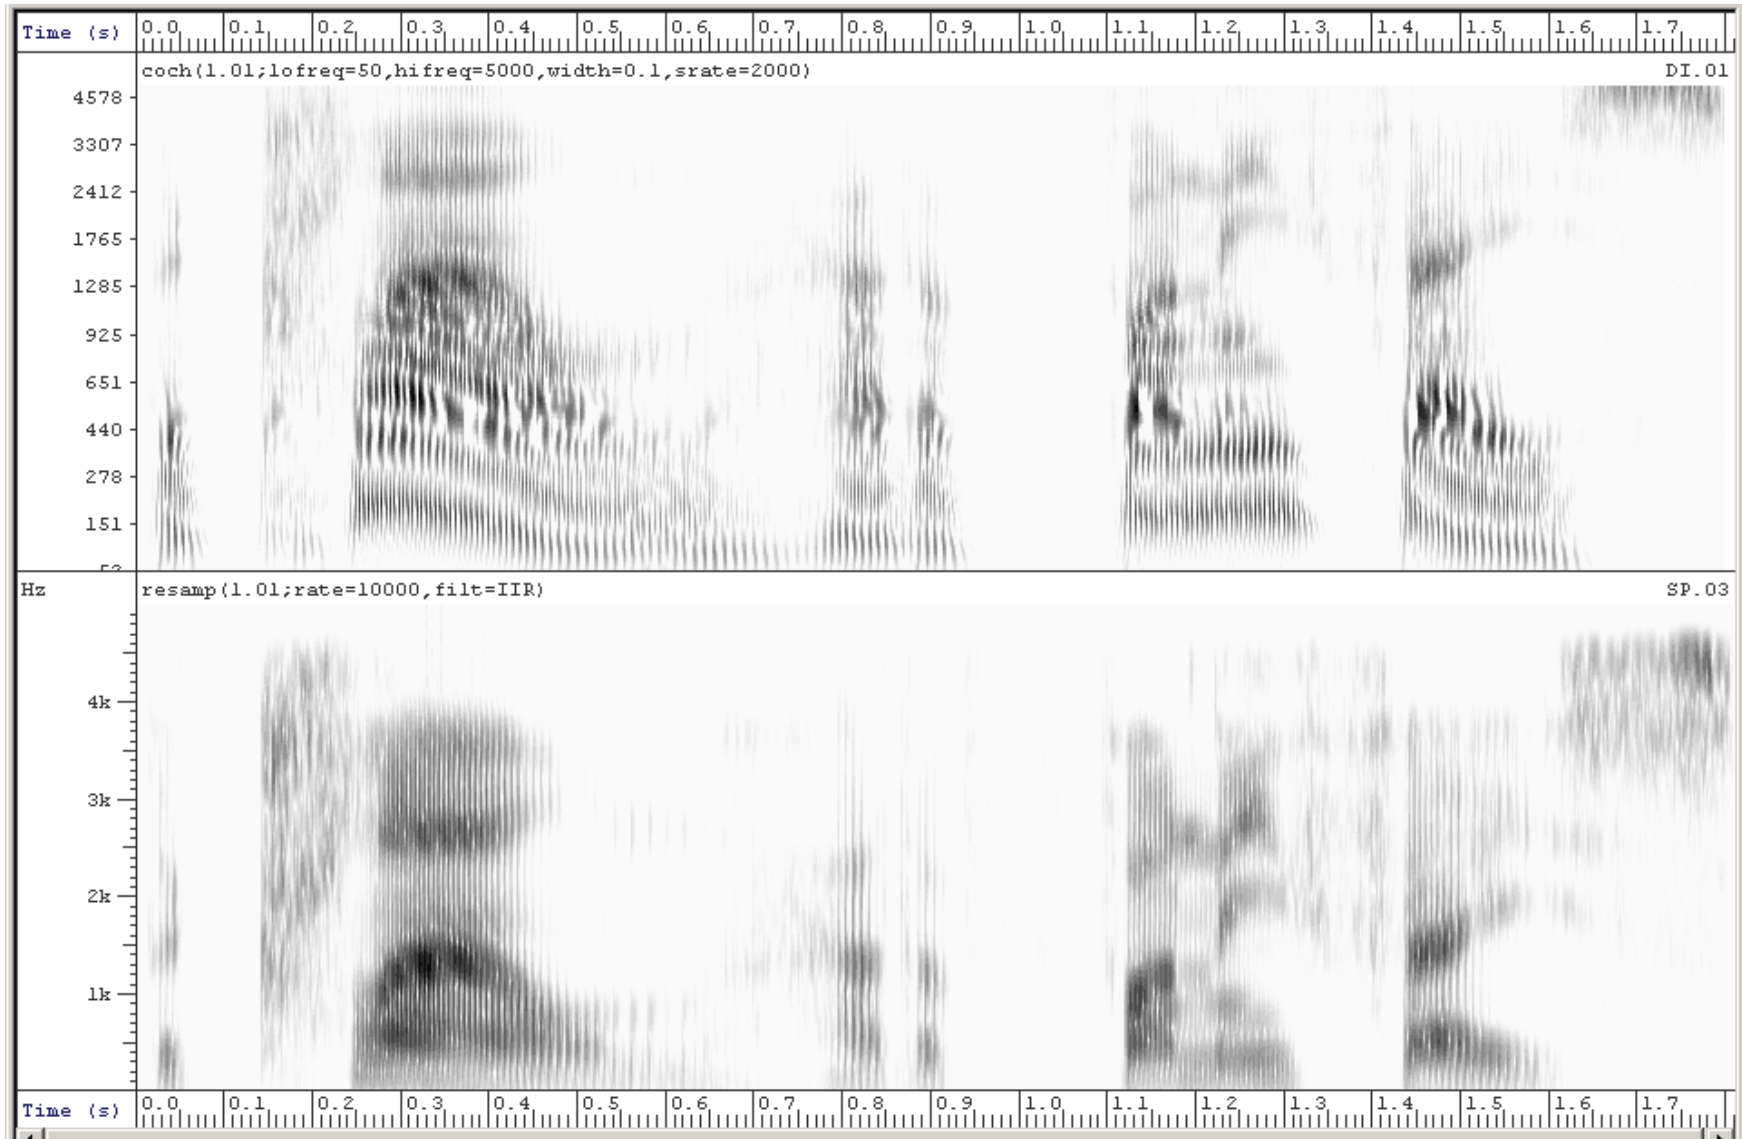 Time (s) 0.0 0.1 0.2 0.3 0.4 0.5 0.6 0.7 0.8 0.9 1.0 1.1 1.2 1.3 1.4 1.5 1.6 1.7
coch(1.01;lofreq=50,hifreq=5000,width=0.1,srate=2000) DI.01
4578
3307
2412
1765
1285
925
651
440
278
151
Hz resamp(1.01;rate=10000,filt=IIR) SP.03
4k
3k
2k
1k
Time (s) 0.0 0.1 0.2 0.3 0.4 0.5 0.6 0.7 0.8 0.9 1.0 1.1 1.2 1.3 1.4 1.5 1.6 1.7